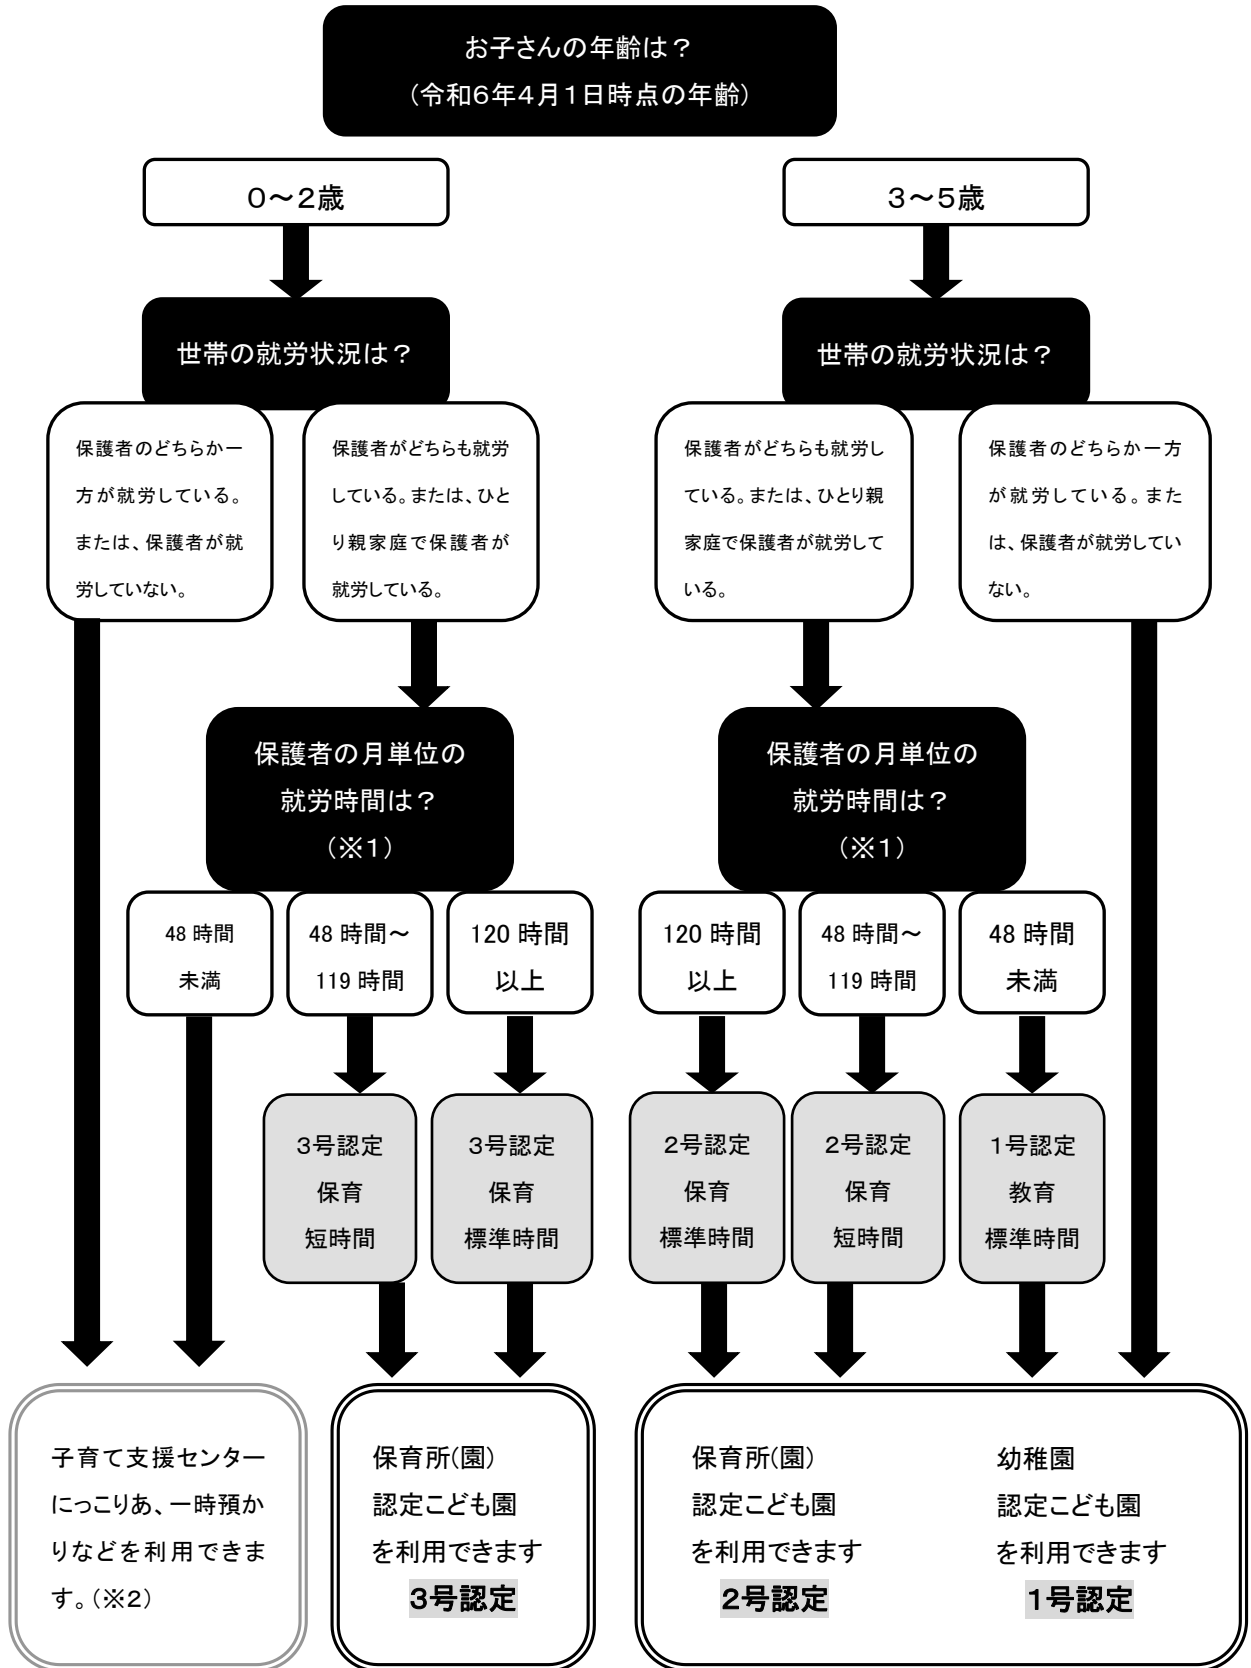 お子さんの年齢は？
（令和6年4月1日時点の年齢）
0～2歳
3～5歳
世帯の就労状況は？
世帯の就労状況は？
保護者のどちらか一
方が就労している。
または、保護者が就
労していない。
保護者がどちらも就労
している。または、ひと
り親家庭で保護者が
就労している。
保護者がどちらも就労し
ている。または、ひとり親
家庭で保護者が就労して
いる。
保護者のどちらか一方
が就労している。また
は、保護者が就労してい
ない。
保護者の月単位の
就労時間は？
（※1）
保護者の月単位の
就労時間は？
（※1）
48 時間
未満
48 時間～
119 時間
120 時間
以上
120 時間
以上
48 時間～
119 時間
48 時間
未満
3号認定
保育
短時間
3号認定
保育
標準時間
2号認定
保育
標準時間
2号認定
保育
短時間
1号認定
教育
標準時間
子育て支援センター
にっこりあ、一時預か
りなどを利用できま
す。（※2）
保育所(園)
認定こども園
を利用できます
3号認定
保育所(園)
認定こども園
を利用できます
2号認定
幼稚園
認定こども園
を利用できます
1号認定